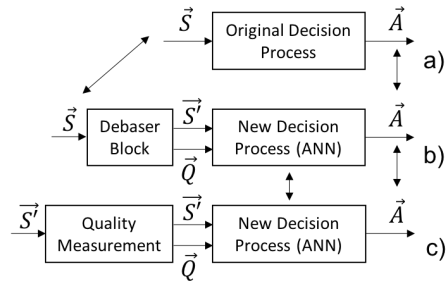 S⃗ Original Decision Process A⃗
a)
S⃗ Debaser Block S⃗' Q⃗ New Decision Process (ANN) A⃗
b)
S⃗' Quality Measurement S⃗' Q⃗ New Decision Process (ANN) A⃗
c)